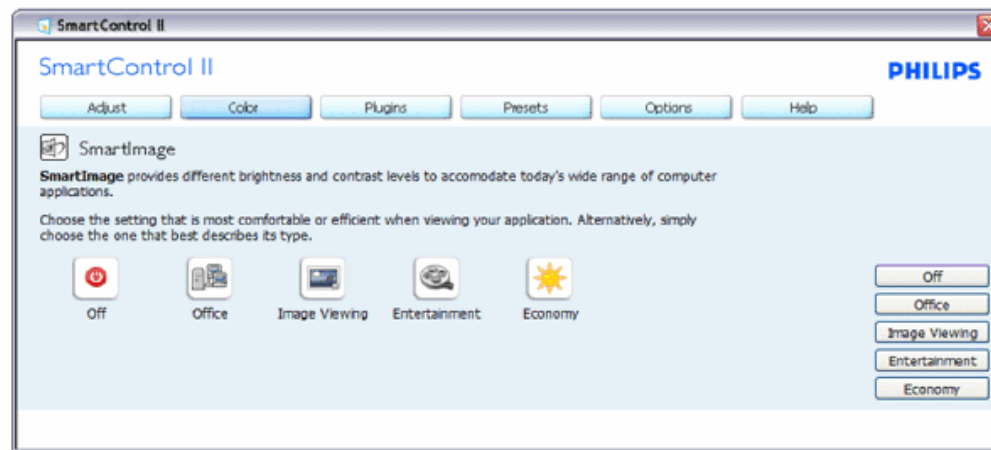 SmartControl II
SmartControl II
PHILIPS
Adjust Color Plugins Presets Options Help
SmartImage
SmartImage provides different brightness and contrast levels to accomodate today's wide range of computer
applications.
Choose the setting that is most comfortable or efficient when viewing your application. Alternatively, simply
choose the one that best describes its type.
Off Office Image Viewing Entertainment Economy
Off
Office
Image Viewing
Entertainment
Economy